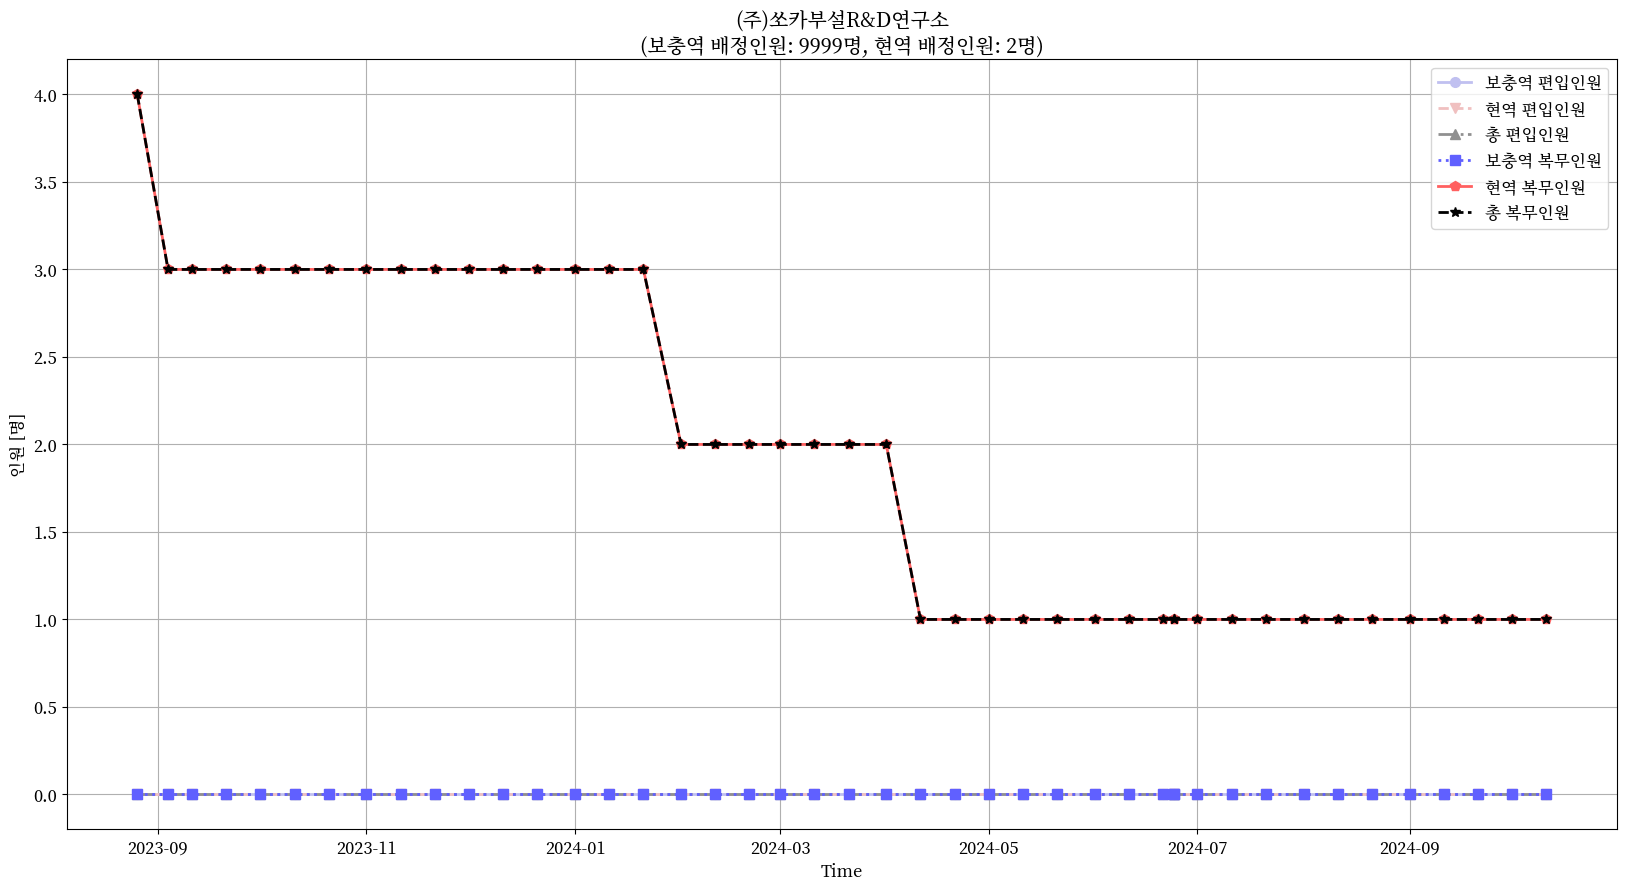 (주)쏘카부설R&D연구소
(보충역 배정인원: 9999명, 현역 배정인원: 2명)
보충역 편입인원
현역 편입인원
총 편입인원
보충역 복무인원
현역 복무인원
총 복무인원
인원 [명]
4.0
3.5
3.0
2.5
2.0
1.5
1.0
0.5
0.0
2023-09 2023-11 2024-01 2024-03 2024-05 2024-07 2024-09
Time